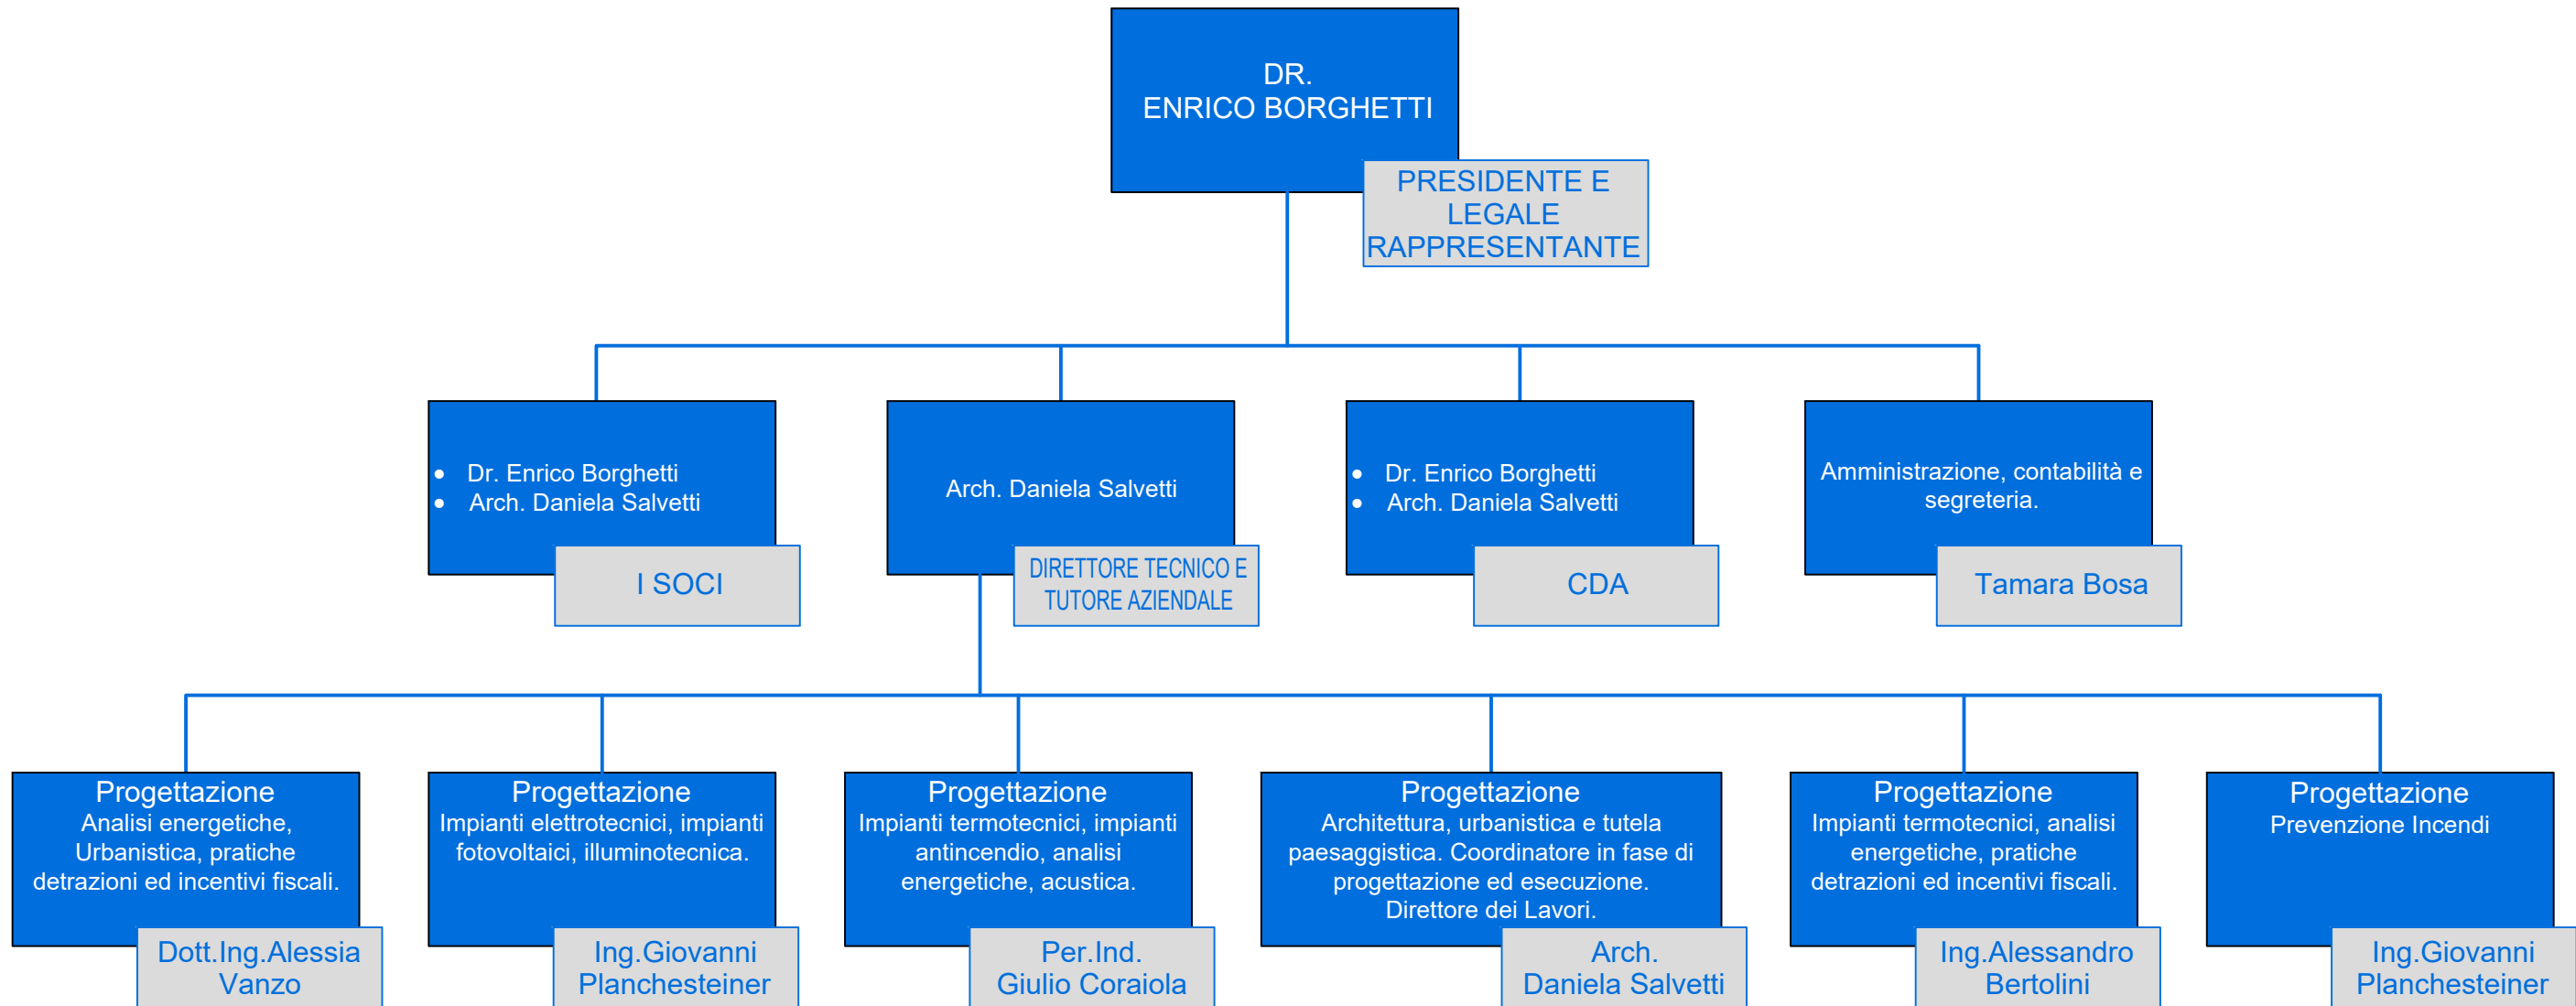 DR.
ENRICO BORGHETTI
PRESIDENTE E
LEGALE
RAPPRESENTANTE
• Dr. Enrico Borghetti
• Arch. Daniela Salvetti
I SOCI
Arch. Daniela Salvetti
DIRETTORE TECNICO E
TUTORE AZIENDALE
• Dr. Enrico Borghetti
• Arch. Daniela Salvetti
CDA
Amministrazione, contabilità e
segreteria.
Tamara Bosa
Progettazione
Analisi energetiche,
Urbanistica, pratiche
detrazioni ed incentivi fiscali.
Dott.Ing.Alessia
Vanzo
Progettazione
Impianti elettrotecnici, impianti
fotovoltaici, illuminotecnica.
Ing.Giovanni
Planchesteiner
Progettazione
Impianti termotecnici, impianti
antincendio, analisi
energetiche, acustica.
Per.Ind.
Giulio Coraiola
Progettazione
Architettura, urbanistica e tutela
paesaggistica. Coordinatore in fase di
progettazione ed esecuzione.
Direttore dei Lavori.
Arch.
Daniela Salvetti
Progettazione
Impianti termotecnici, analisi
energetiche, pratiche
detrazioni ed incentivi fiscali.
Ing.Alessandro
Bertolini
Progettazione
Prevenzione Incendi
Ing.Giovanni
Planchesteiner